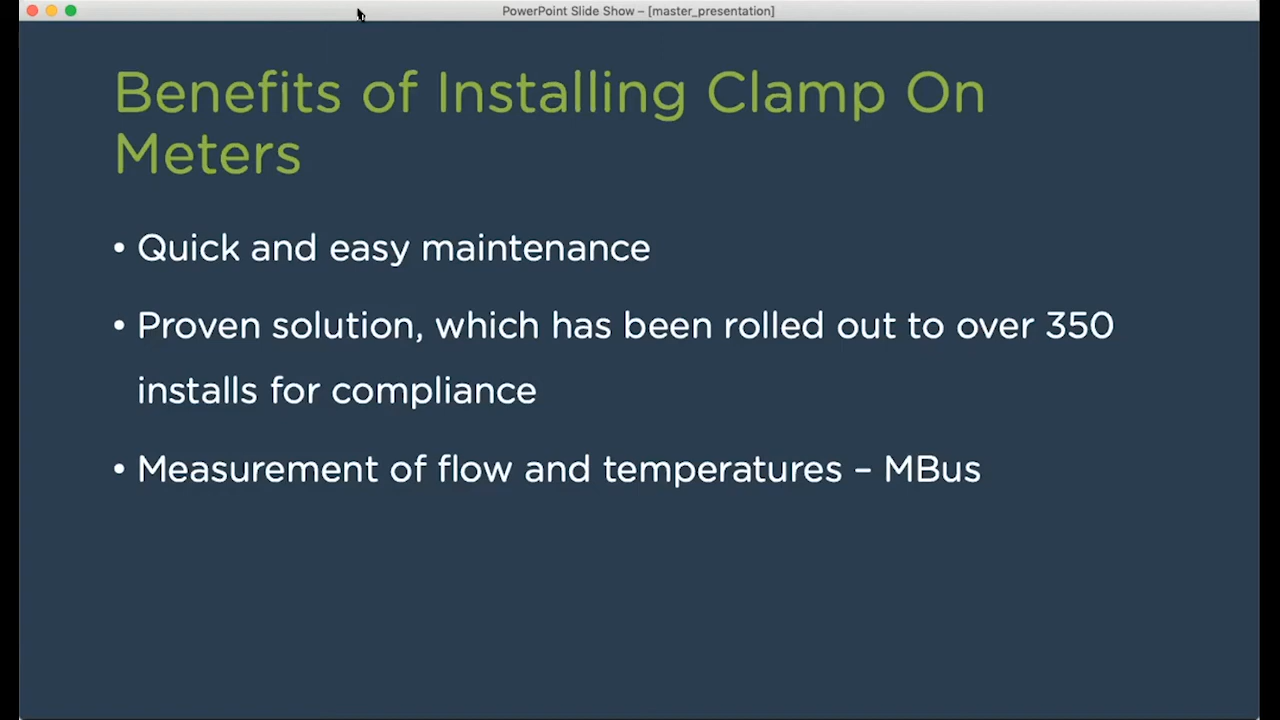 PowerPoint Slide Show – [master_presentation]
Benefits of Installing Clamp On
Meters
• Quick and easy maintenance
• Proven solution, which has been rolled out to over 350
installs for compliance
• Measurement of flow and temperatures – MBus